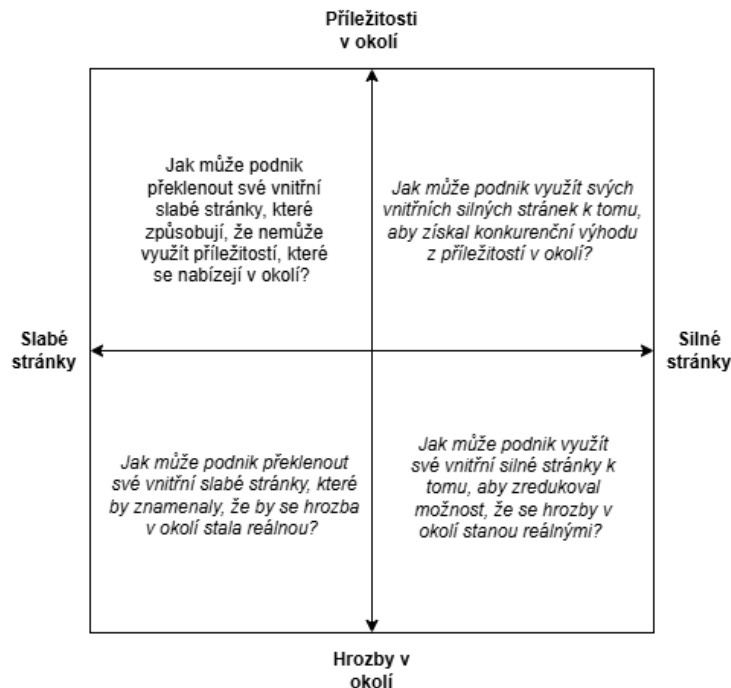 Příležitosti
v okolí
Jak může podnik
překlenout své vnitřní
slabé stránky, které
způsobují, že nemůže
využít příležitostí, které
se nabízejí v okolí?
Jak může podnik využít svých
vnitřních silných stránek k tomu,
aby získal konkurenční výhodu
z příležitostí v okolí?
Slabé
stránky
Silné
stránky
Jak může podnik překlenout
své vnitřní slabé stránky, které
by znamenaly, že by se hrozba
v okolí stala reálnou?
Jak může podnik využít
své vnitřní silné stránky k
tomu, aby zredukoval
možnost, že se hrozby v
okolí stanou reálnými?
Hrozby v
okolí